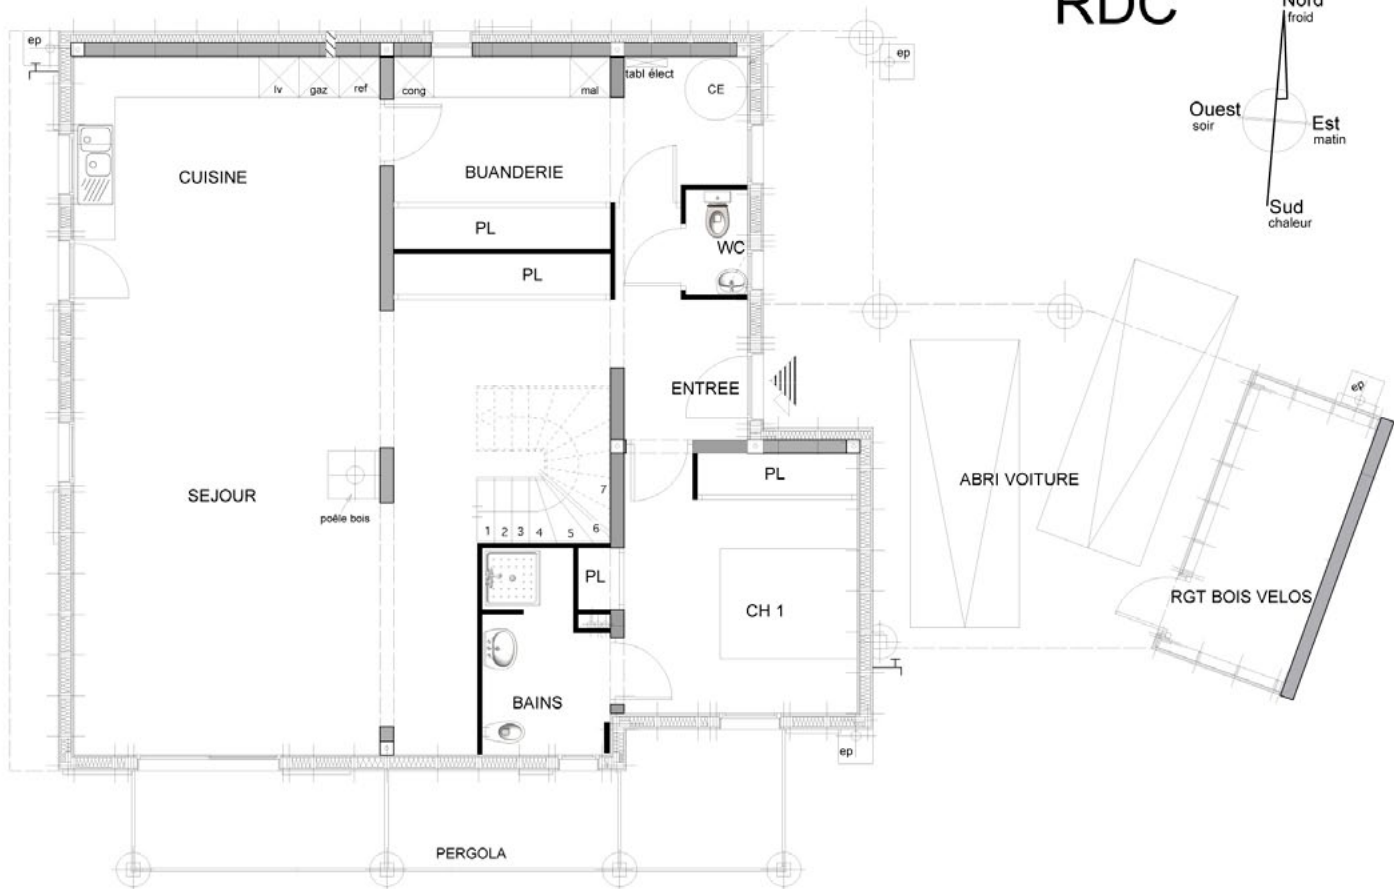 RDC
Nord
froid
Ouest
soir
Est
matin
Sud
chaleur
ep
ep
lv
gaz
ref
cong
mal
tabl élect
CE
CUISINE
BUANDERIE
PL
WC
PL
ENTREE
ep
PL
ABRI VOITURE
SEJOUR
poêle bois
7
1 2 3 4 5 6
PL
CH 1
RGT BOIS VELOS
BAINS
ep
PERGOLA